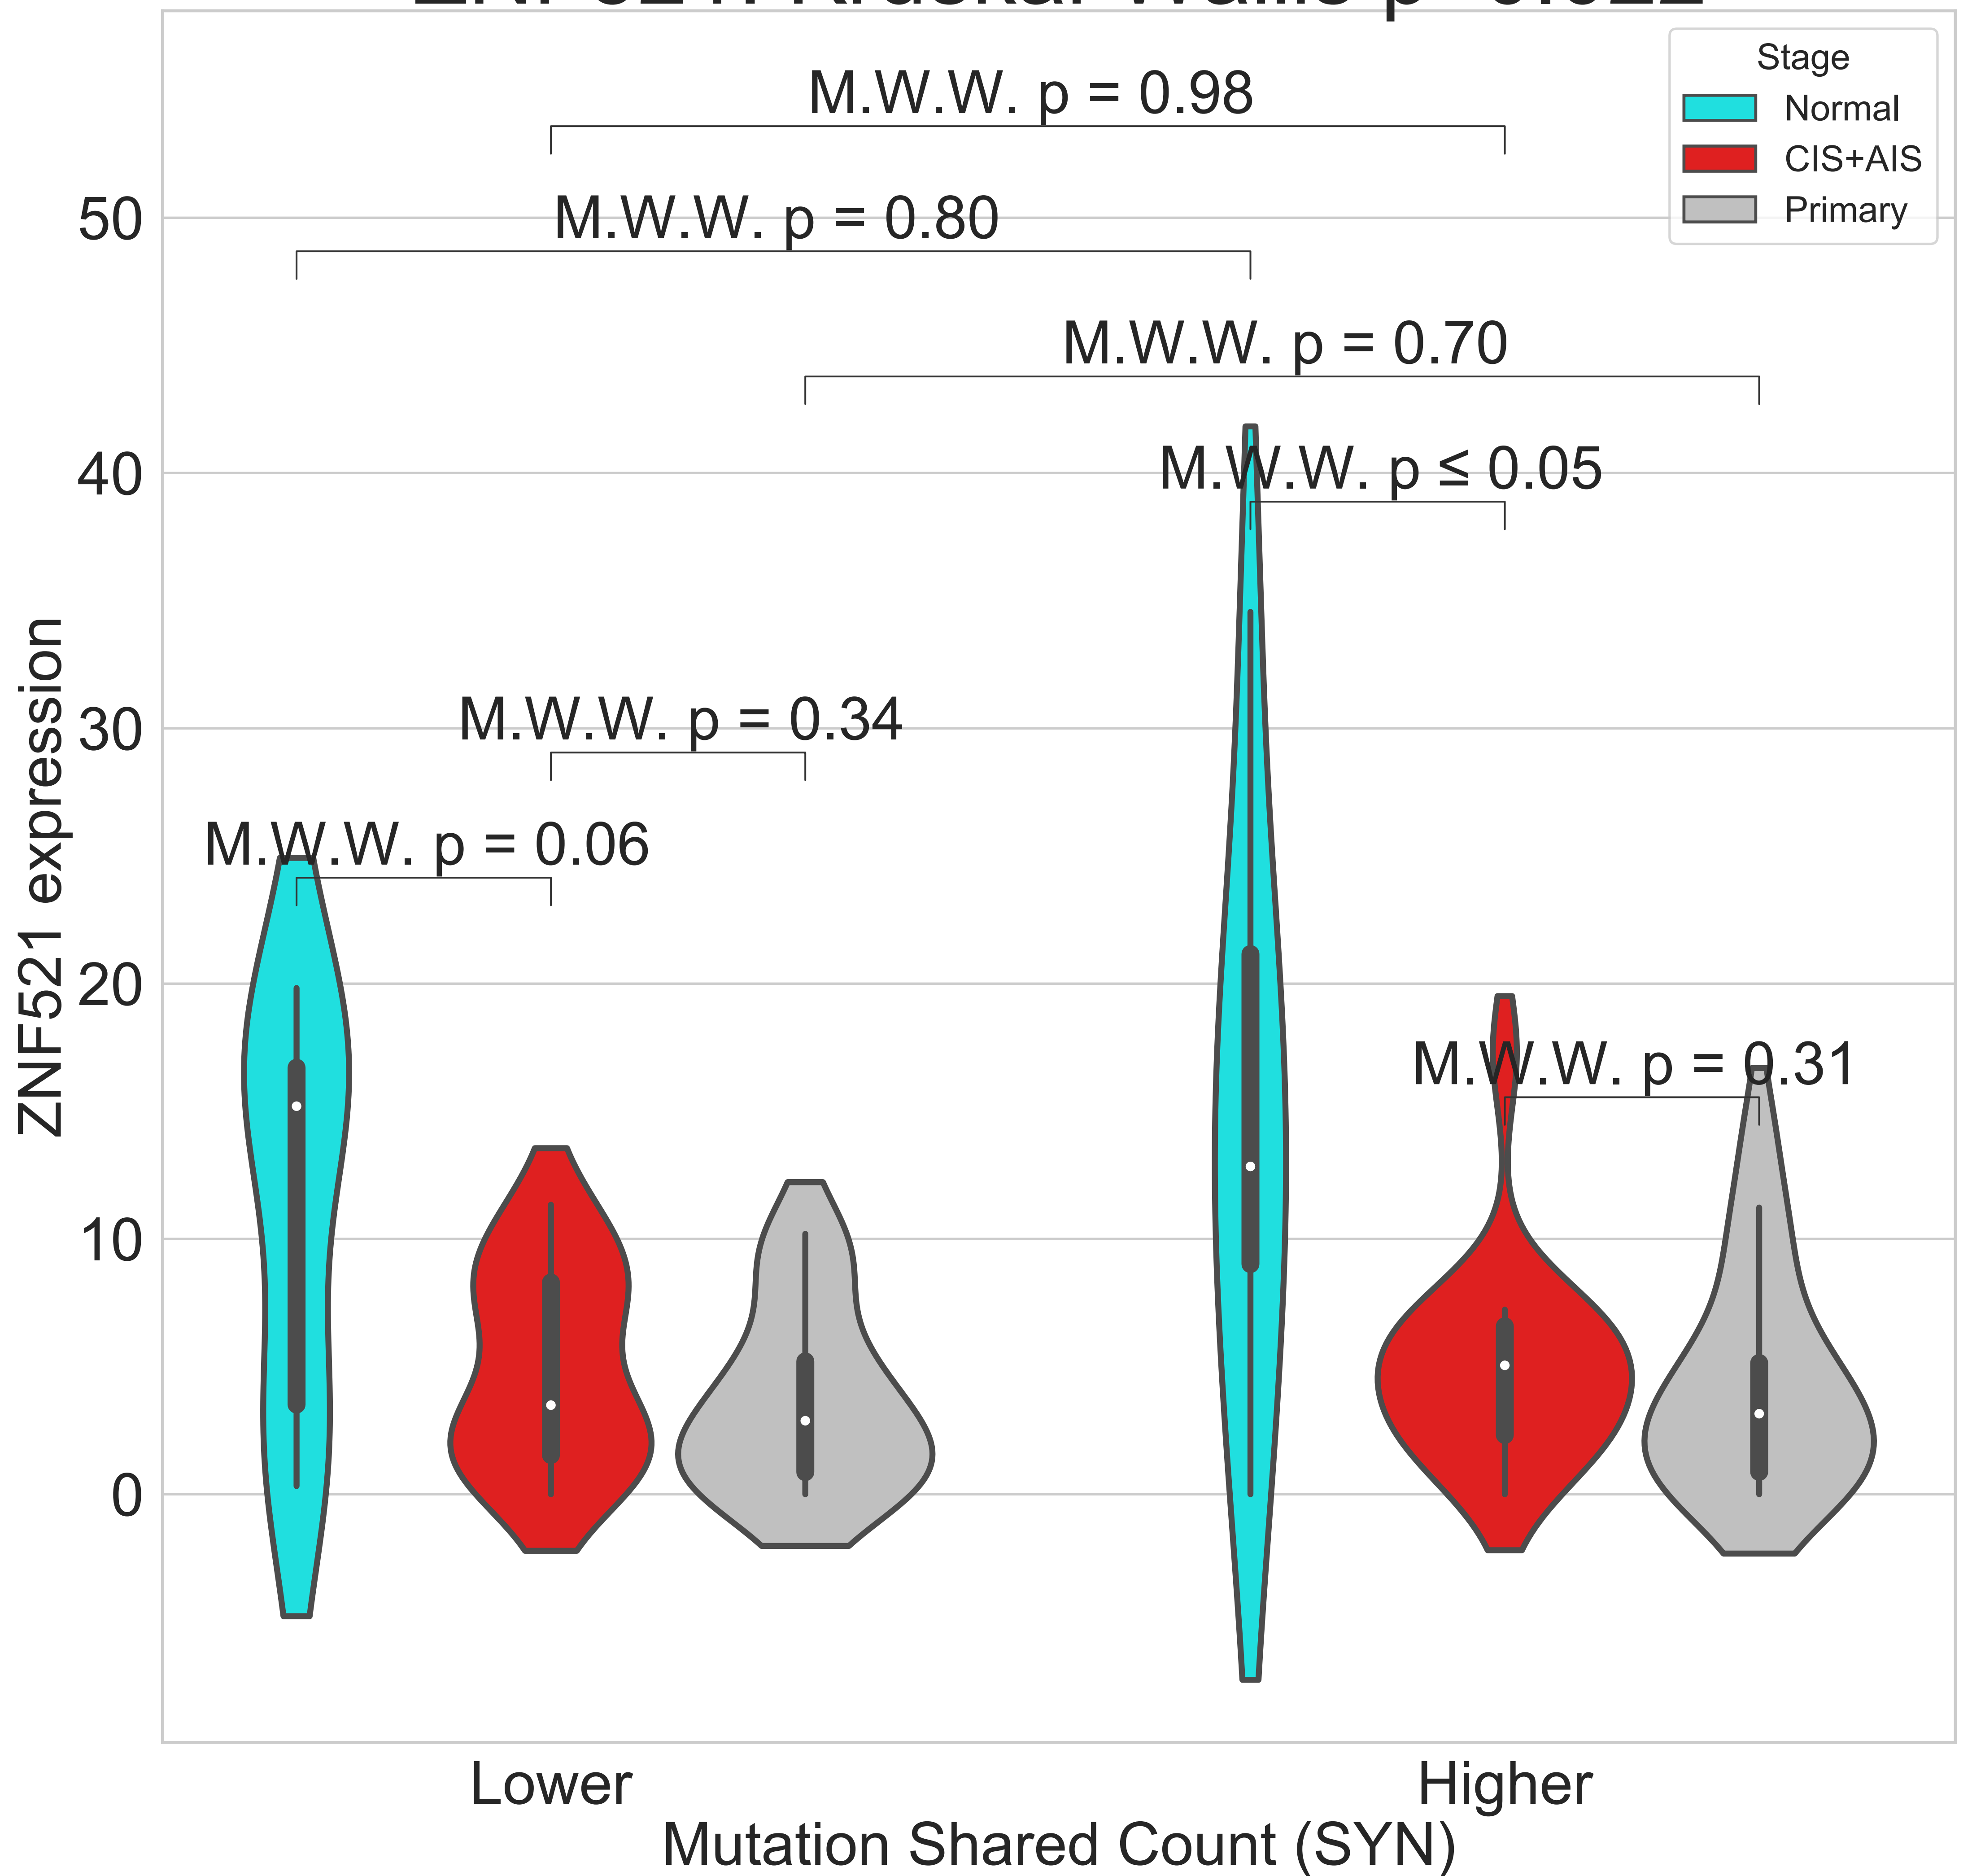 Stage
Normal
CIS+AIS
Primary
M.W.W. p = 0.98
M.W.W. p = 0.80
M.W.W. p = 0.70
M.W.W. p ≤ 0.05
M.W.W. p = 0.34
M.W.W. p = 0.06
M.W.W. p = 0.31
50
40
30
20
10
0
ZNF521 expression
Lower
Higher
Mutation Shared Count (SYN)